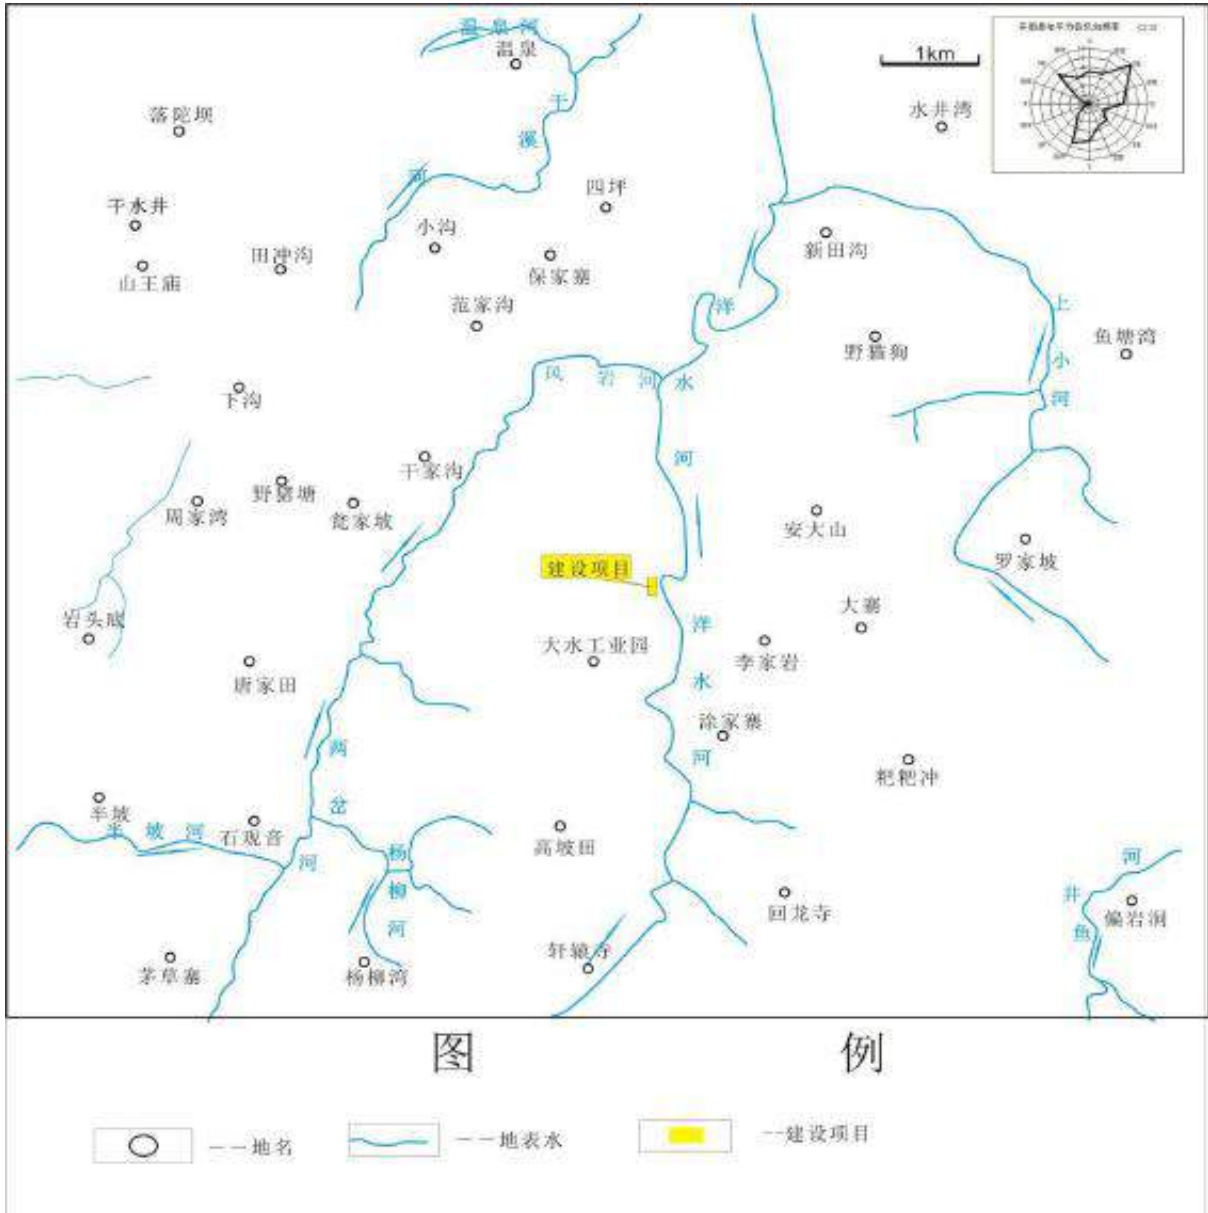 温泉河
温泉
1km
水井湾
落陀坝
干溪河
四坪
干水井
小沟
新田沟
田冲沟
山王庙
保家寨
范家沟
洋水河
上小河
鱼塘湾
野猫狗
风岩河
下沟
干家沟
野猪塘
周家湾
瓮家坡
安大山
罗家坡
建设项目
岩头底
大寨
洋水河
大水工业园
李家岩
唐家田
涂家寨
两岔河
粑粑冲
半坡
半坡河
石观音
高坡田
杨柳河
井鱼河
偏岩洞
回龙寺
轩辕寺
茅草寨
杨柳湾
图 例
——地名
——地表水
--建设项目